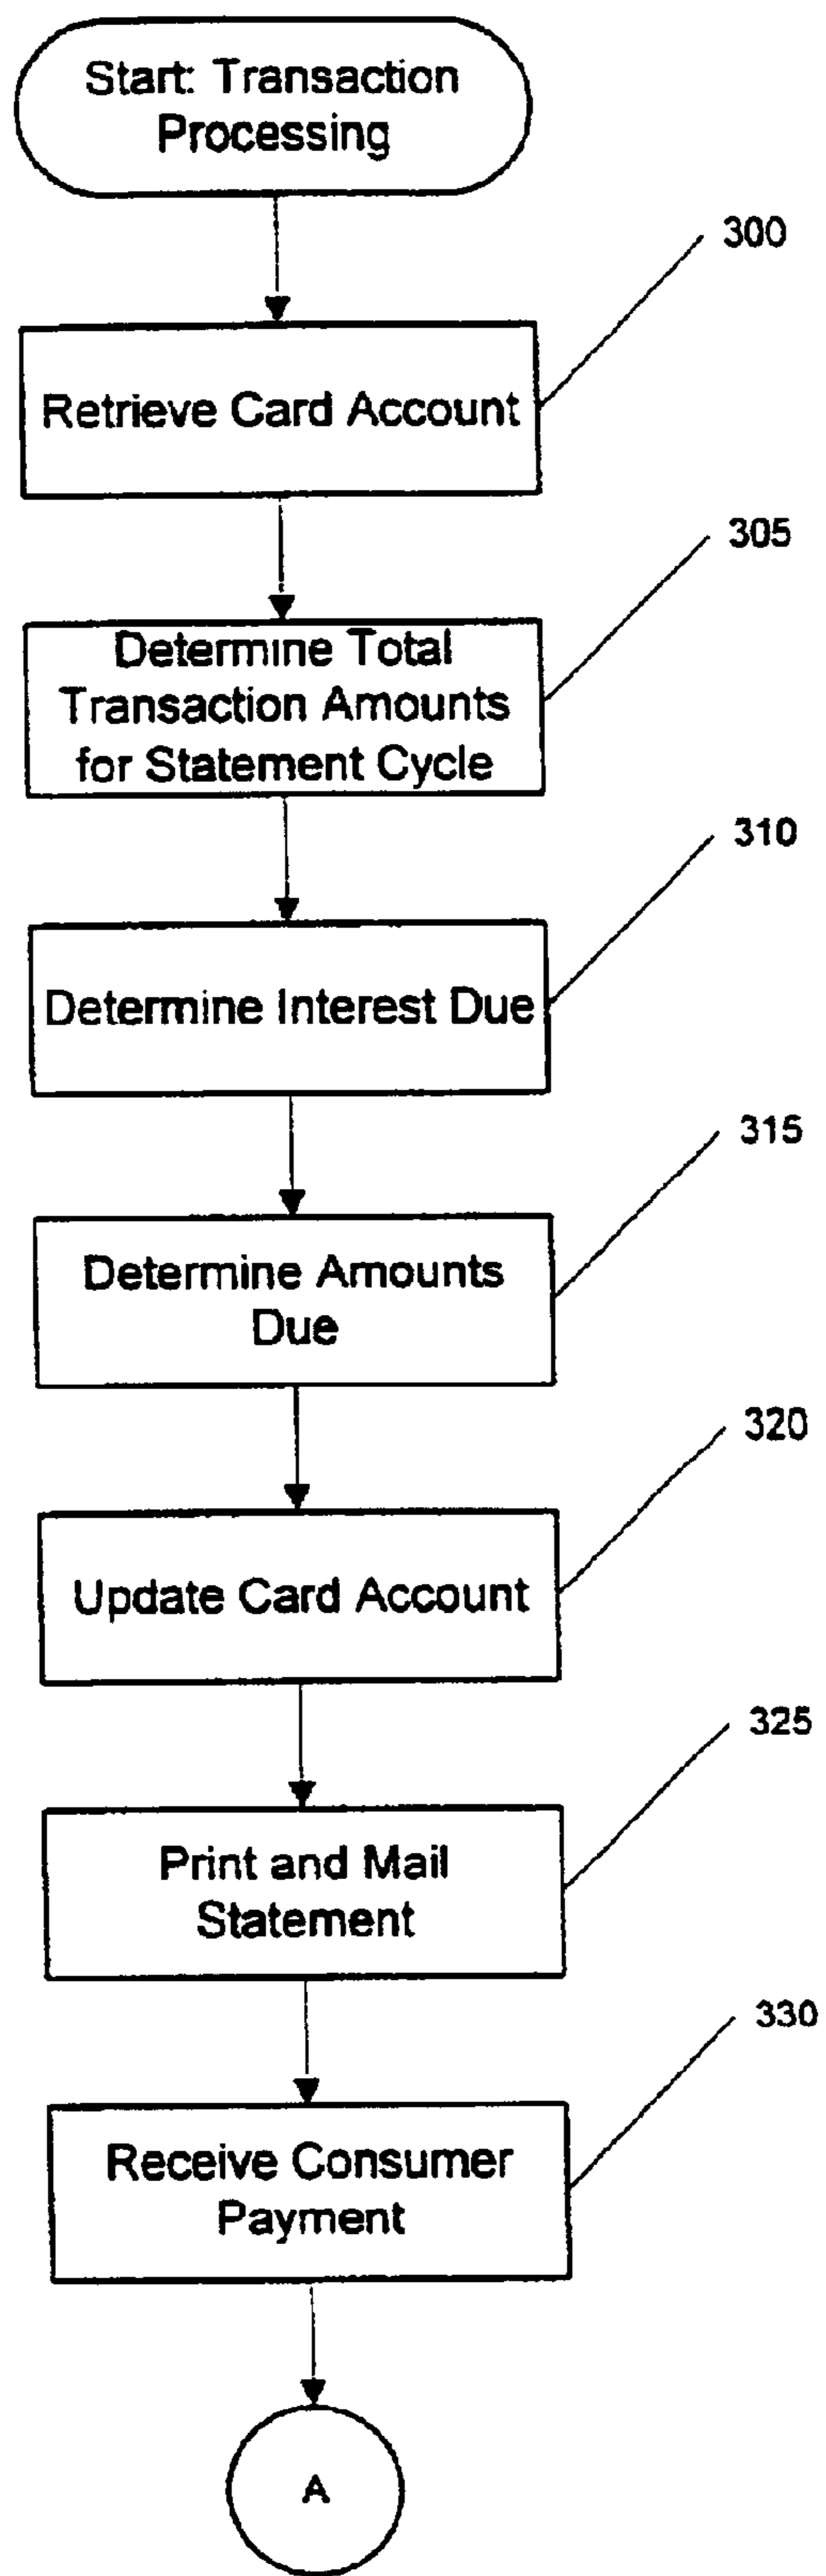 Start: Transaction
Processing
300
Retrieve Card Account
305
Determine Total
Transaction Amounts
for Statement Cycle
310
Determine Interest Due
315
Determine Amounts
Due
320
Update Card Account
325
Print and Mail
Statement
330
Receive Consumer
Payment
A